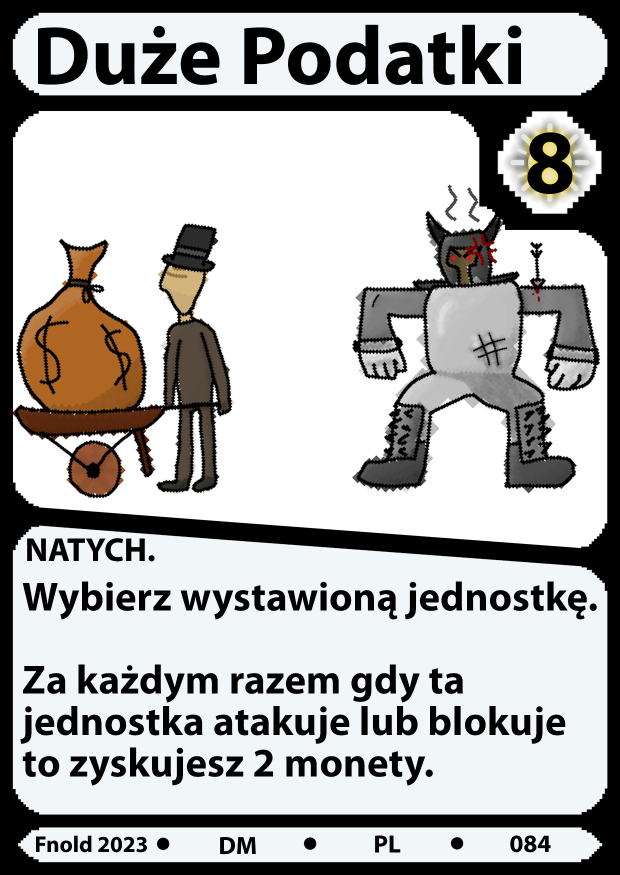 Duże Podatki
8
$ $
NATYCH.
Wybierz wystawioną jednostkę.
Za każdym razem gdy ta
jednostka atakuje lub blokuje
to zyskujesz 2 monety.
Fnold 2023 • DM • PL • 084